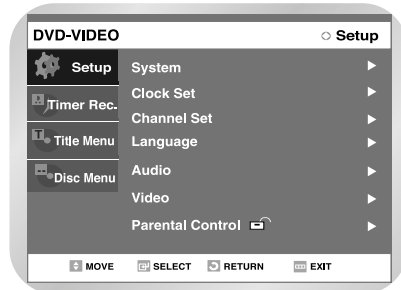 DVD-VIDEO Setup
Setup
Timer Rec.
Title Menu
Disc Menu
System
Clock Set
Channel Set
Language
Audio
Video
Parental Control
MOVE SELECT RETURN EXIT